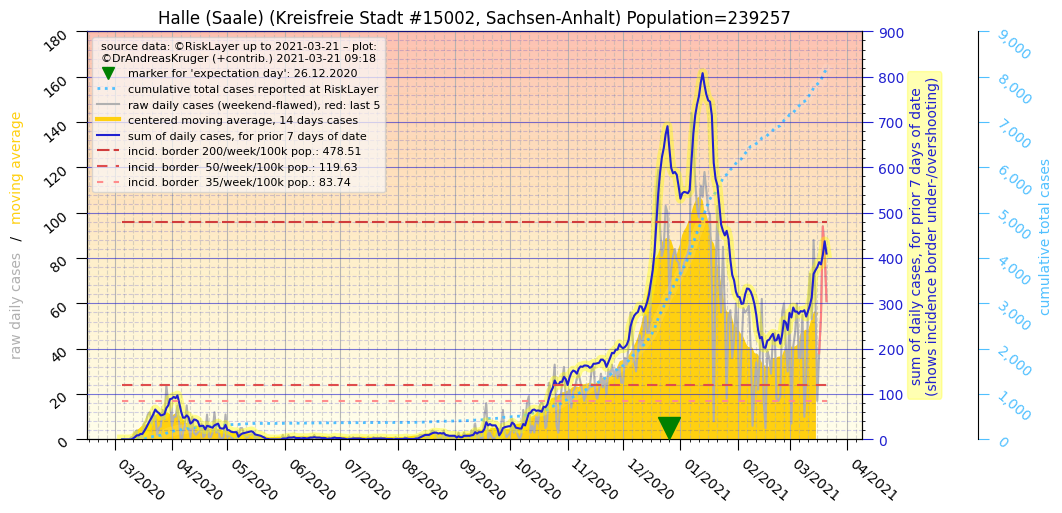 Halle (Saale) (Kreisfreie Stadt #15002, Sachsen-Anhalt) Population=239257
source data: ©RiskLayer up to 2021-03-21 – plot:
©DrAndreasKruger (+contrib.) 2021-03-21 09:18
marker for 'expectation day': 26.12.2020
cumulative total cases reported at RiskLayer
raw daily cases (weekend-flawed), red: last 5
centered moving average, 14 days cases
sum of daily cases, for prior 7 days of date
incid. border 200/week/100k pop.: 478.51
incid. border  50/week/100k pop.: 119.63
incid. border  35/week/100k pop.: 83.74
raw daily cases  /  moving average
180
160
140
120
100
80
60
40
20
0
900
800
700
600
500
400
300
200
100
0
sum of daily cases, for prior 7 days of date
(shows incidence border under-/overshooting)
9,000
8,000
7,000
6,000
5,000
4,000
3,000
2,000
1,000
0
cumulative total cases
03/2020
04/2020
05/2020
06/2020
07/2020
08/2020
09/2020
10/2020
11/2020
12/2020
01/2021
02/2021
03/2021
04/2021